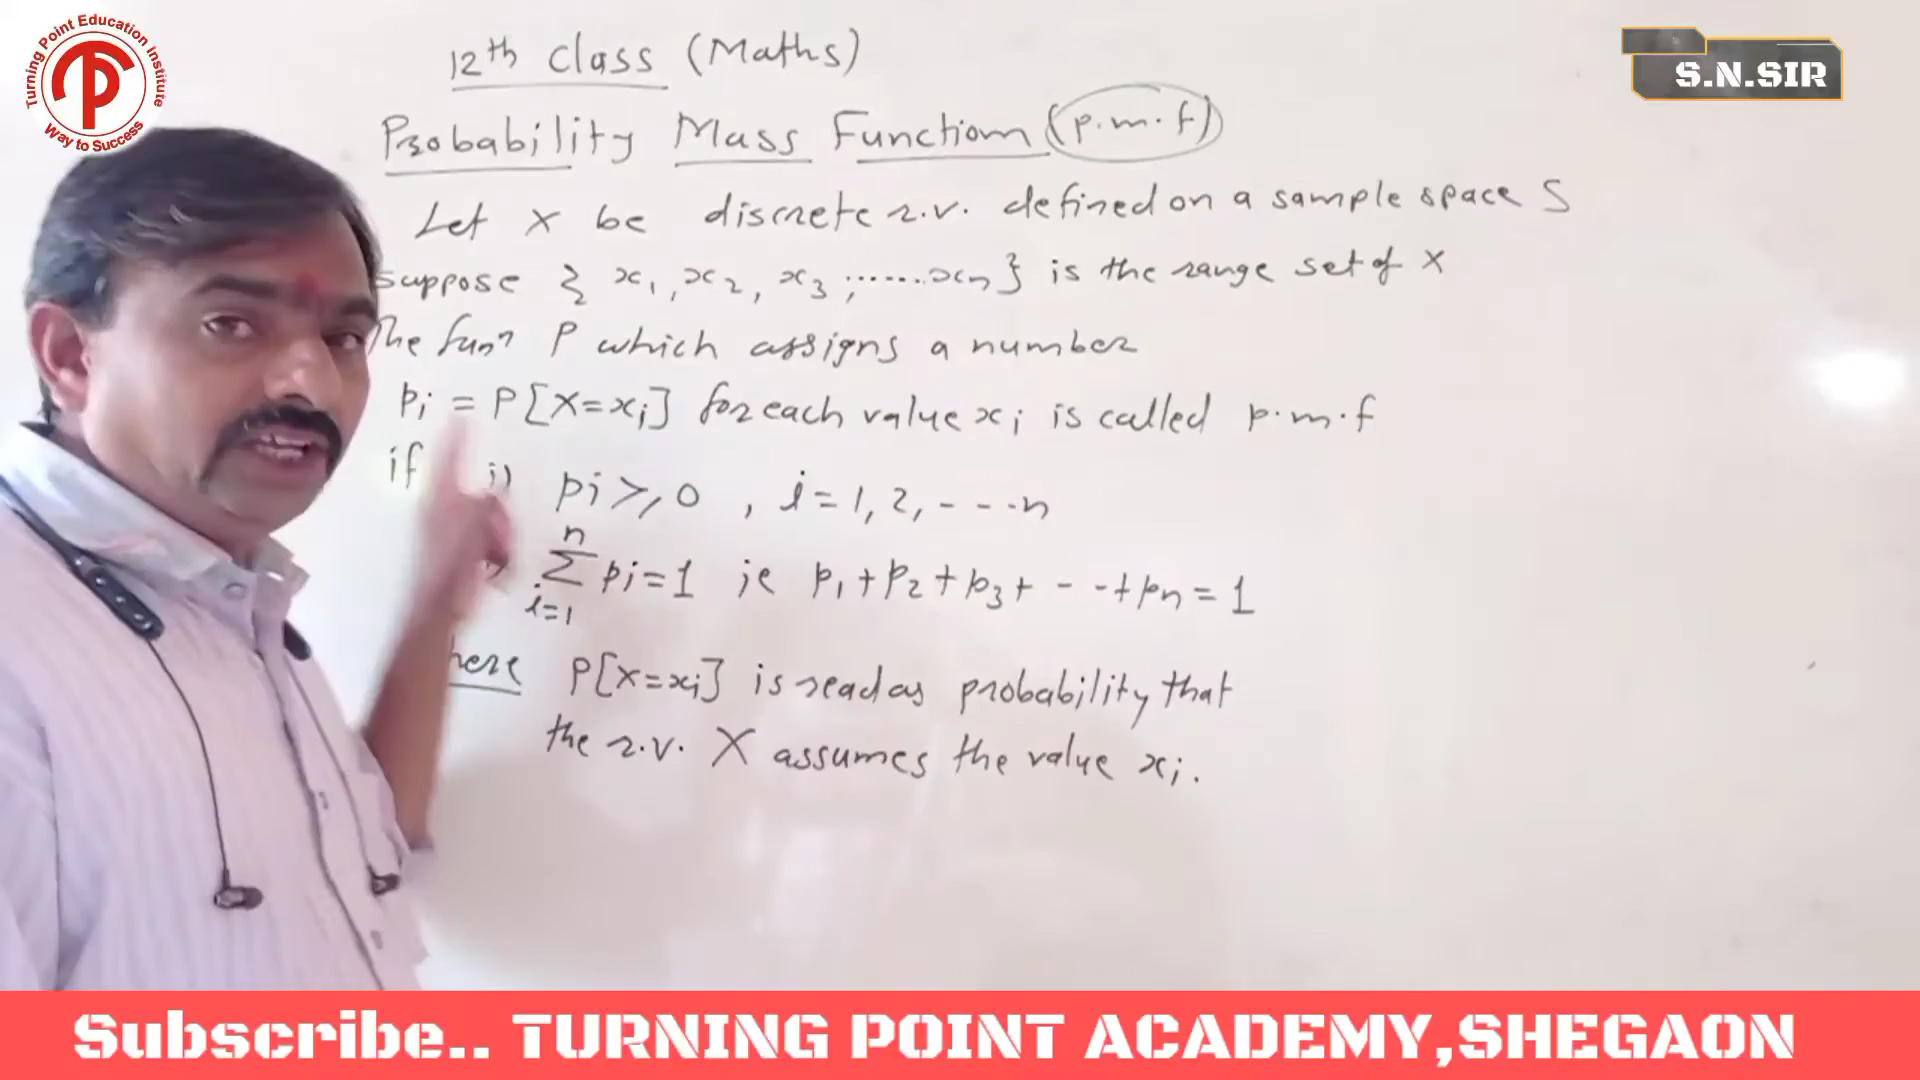 Turning Point Education Institute
Way to Success
S.N.SIR
12th Class (Maths)
Probability Mass Function (p.m.f)
Let X be discrete r.v. defined on a sample space S
suppose { x1, x2, x3, ...... xn } is the range set of X
The funn P which assigns a number
pi = P[X=xi] for each value xi is called p.m.f
if i) pi ≥ 0 , i = 1, 2, - - - n
n
Σ pi = 1 ie p1 + p2 + p3 + - - + pn = 1
i=1
here P[X=xi] is read as probability that
the r.v. X assumes the value xi.
Subscribe.. TURNING POINT ACADEMY,SHEGAON